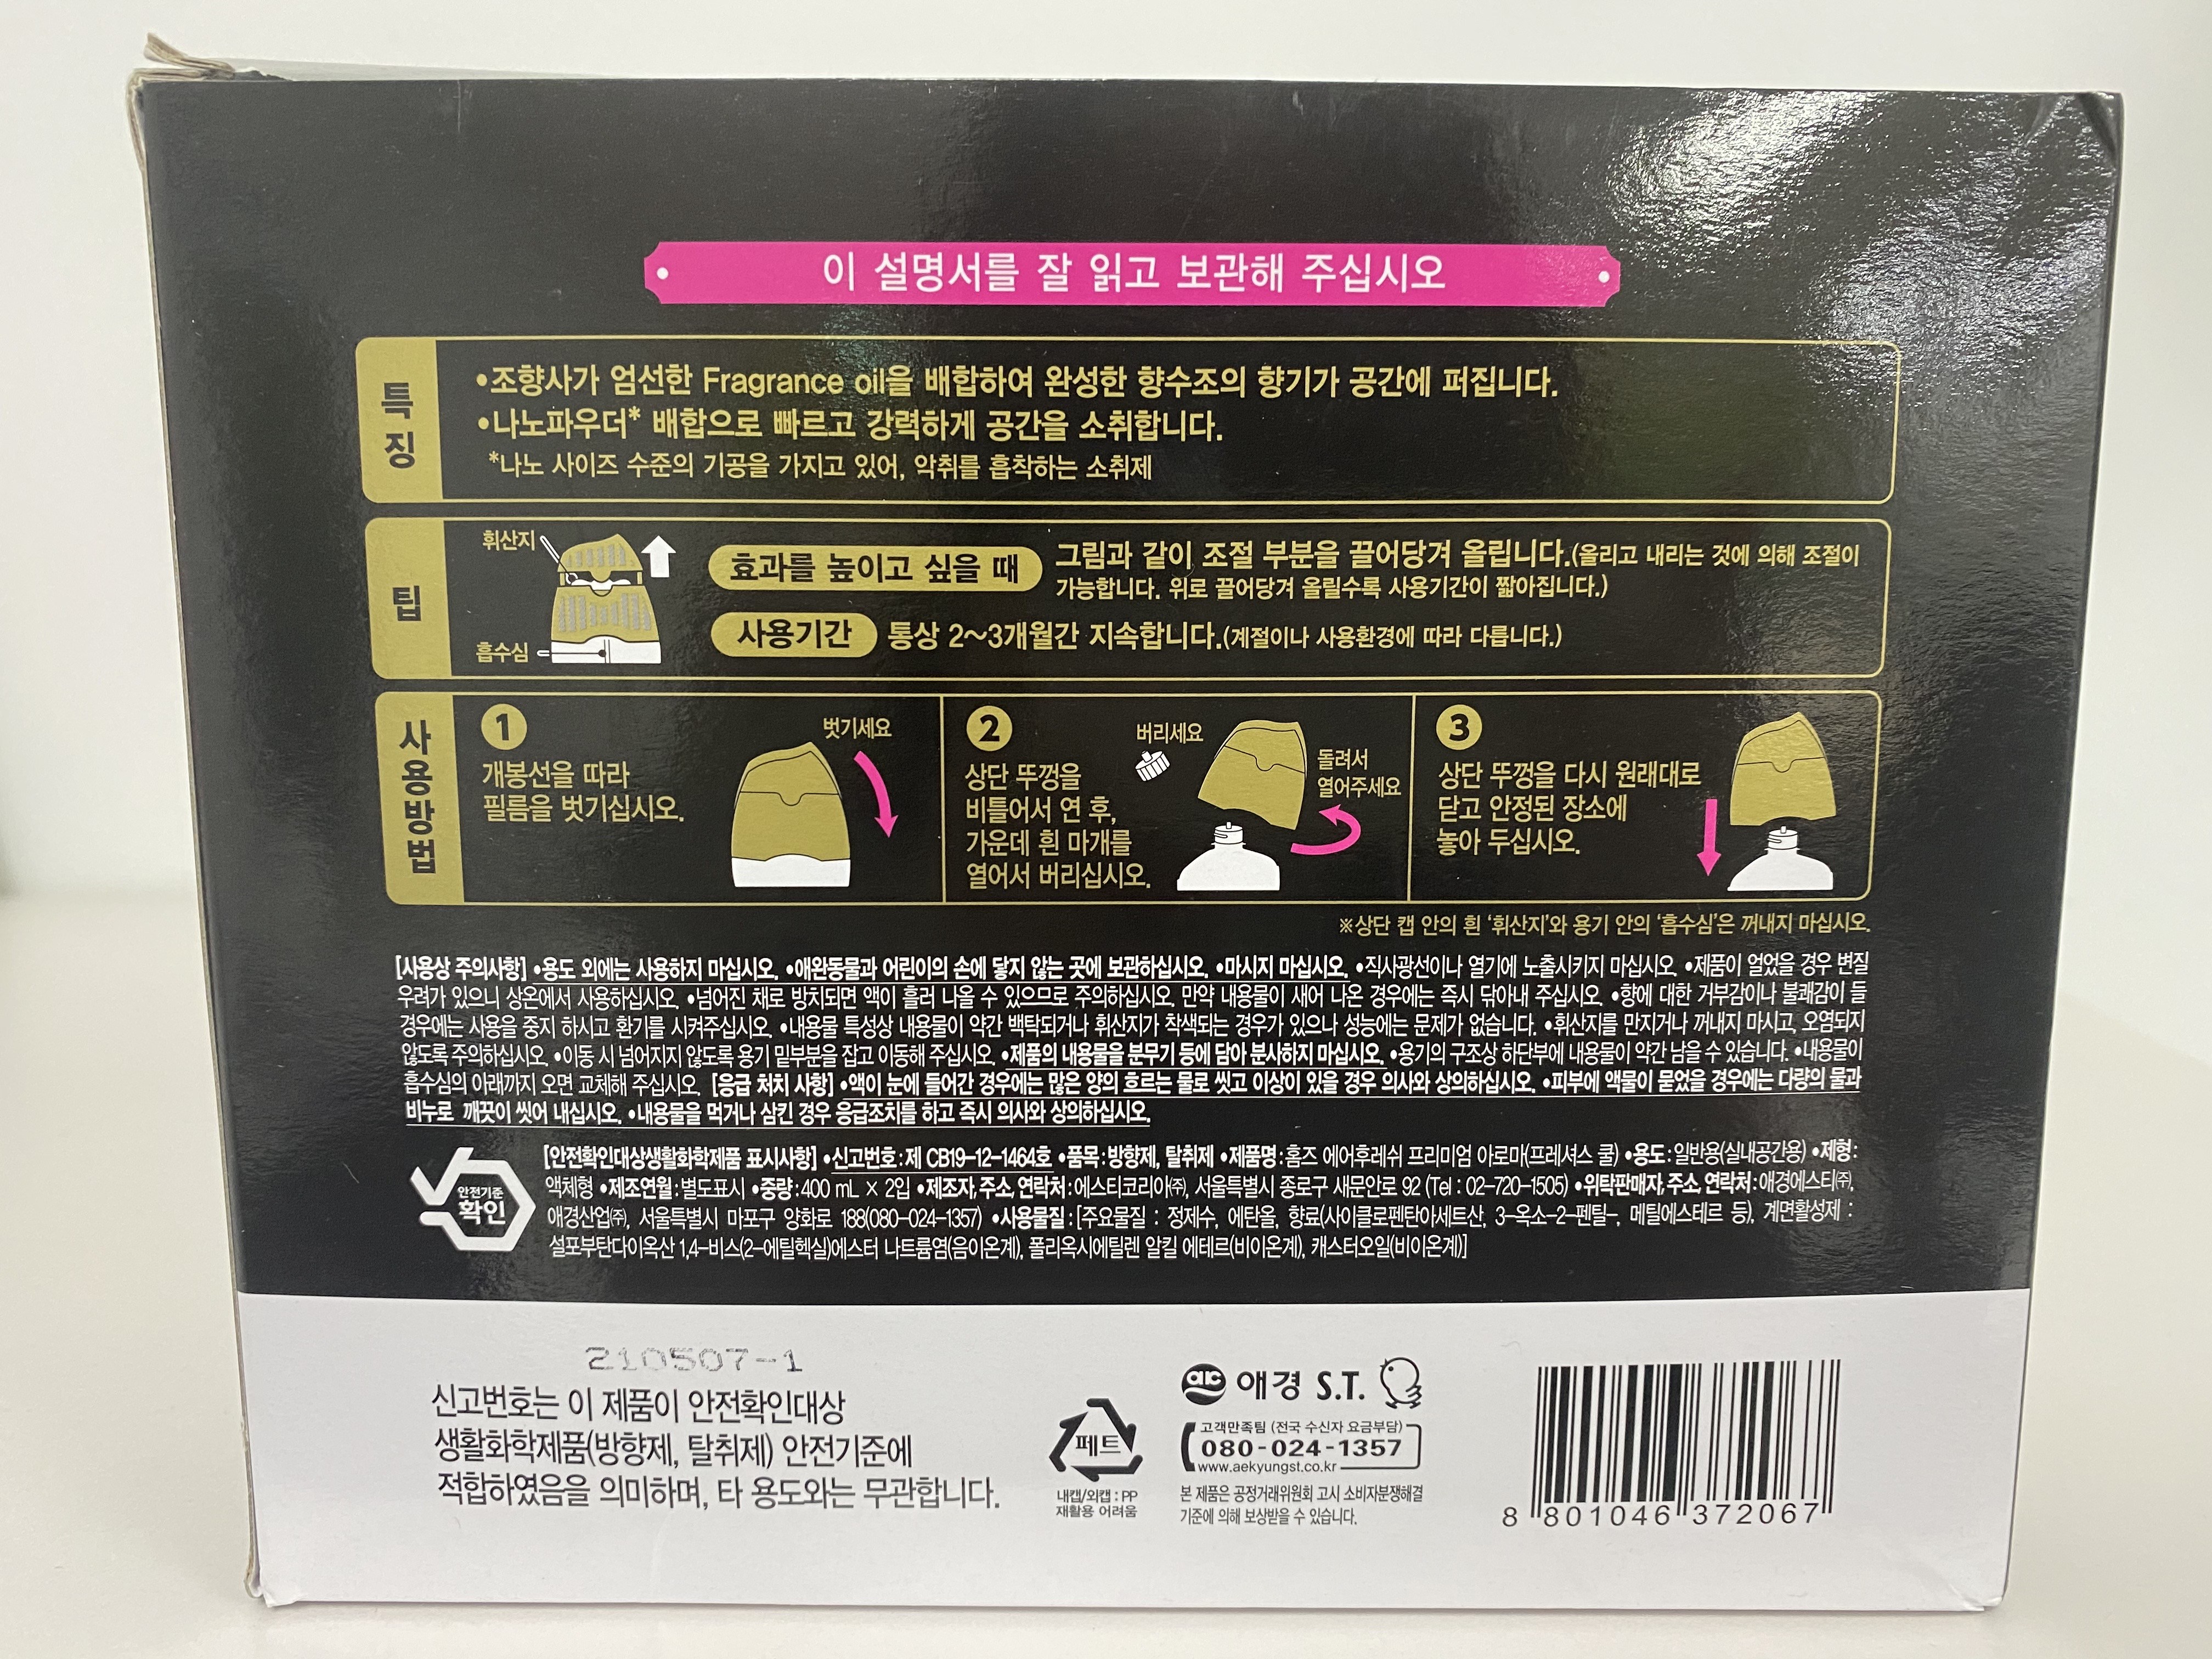 이 설명서를 잘 읽고 보관해 주십시오
특징
•조향사가 엄선한 Fragrance oil을 배합하여 완성한 향수조의 향기가 공간에 퍼집니다.
•나노파우더* 배합으로 빠르고 강력하게 공간을 소취합니다.
*나노 사이즈 수준의 기공을 가지고 있어, 악취를 흡착하는 소취제
팁
휘산지
흡수심
효과를 높이고 싶을 때 그림과 같이 조절 부분을 끌어당겨 올립니다.(올리고 내리는 것에 의해 조절이
가능합니다. 위로 끌어당겨 올릴수록 사용기간이 짧아집니다.)
사용기간 통상 2~3개월간 지속합니다.(계절이나 사용환경에 따라 다릅니다.)
사용방법
1
개봉선을 따라
필름을 벗기십시오.
벗기세요
2
상단 뚜껑을
비틀어서 연 후,
가운데 흰 마개를
열어서 버리십시오.
버리세요
돌려서
열어주세요
3
상단 뚜껑을 다시 원래대로
닫고 안정된 장소에
놓아 두십시오.
※상단 캡 안의 흰 '휘산지'와 용기 안의 '흡수심'은 꺼내지 마십시오.
[사용상 주의사항] •용도 외에는 사용하지 마십시오. •애완동물과 어린이의 손에 닿지 않는 곳에 보관하십시오. •마시지 마십시오. •직사광선이나 열기에 노출시키지 마십시오. •제품이 얼었을 경우 변질
우려가 있으니 상온에서 사용하십시오. •넘어진 채로 방치되면 액이 흘러 나올 수 있으므로 주의하십시오. 만약 내용물이 새어 나온 경우에는 즉시 닦아내 주십시오. •향에 대한 거부감이나 불쾌감이 들
경우에는 사용을 중지 하시고 환기를 시켜주십시오. •내용물 특성상 내용물이 약간 백탁되거나 휘산지가 착색되는 경우가 있으나 성능에는 문제가 없습니다. •휘산지를 만지거나 꺼내지 마시고, 오염되지
않도록 주의하십시오. •이동 시 넘어지지 않도록 용기 밑부분을 잡고 이동해 주십시오. •제품의 내용물을 분무기 등에 담아 분사하지 마십시오. •용기의 구조상 하단부에 내용물이 약간 남을 수 있습니다. •내용물이
흡수심의 아래까지 오면 교체해 주십시오. [응급 처치 사항] •액이 눈에 들어간 경우에는 많은 양의 흐르는 물로 씻고 이상이 있을 경우 의사와 상의하십시오. •피부에 액물이 묻었을 경우에는 다량의 물과
비누로 깨끗이 씻어 내십시오. •내용물을 먹거나 삼킨 경우 응급조치를 하고 즉시 의사와 상의하십시오.
안전기준
확인
[안전확인대상생활화학제품 표시사항] •신고번호 : 제 CB19-12-1464호 •품목 : 방향제, 탈취제 •제품명 : 홈즈 에어후레쉬 프리미엄 아로마(프레셔스 쿨) •용도 : 일반용(실내공간용) •제형 :
액체형 •제조연월 : 별도표시 •중량 : 400 mL × 2입 •제조자, 주소, 연락처 : 에스티코리아㈜, 서울특별시 종로구 새문안로 92 (Tel : 02-720-1505) •위탁판매자, 주소, 연락처 : 애경에스티㈜,
애경산업㈜, 서울특별시 마포구 양화로 188(080-024-1357) •사용물질 : [주요물질 : 정제수, 에탄올, 향료(사이클로펜탄아세트산, 3-옥소-2-펜틸-, 메틸에스테르 등), 계면활성제 :
설포부탄다이옥산 1,4-비스(2-에틸헥실)에스터 나트륨염(음이온계), 폴리옥시에틸렌 알킬 에테르(비이온계), 캐스터오일(비이온계)]
210507-1
신고번호는 이 제품이 안전확인대상
생활화학제품(방향제, 탈취제) 안전기준에
적합하였음을 의미하며, 타 용도와는 무관합니다.
페트
내캡/외캡 : PP
재활용 어려움
애경 S.T.
고객만족팀 (전국 수신자 요금부담)
080-024-1357
www.aekyungst.co.kr
본 제품은 공정거래위원회 고시 소비자분쟁해결
기준에 의해 보상받을 수 있습니다.
8 801046 372067